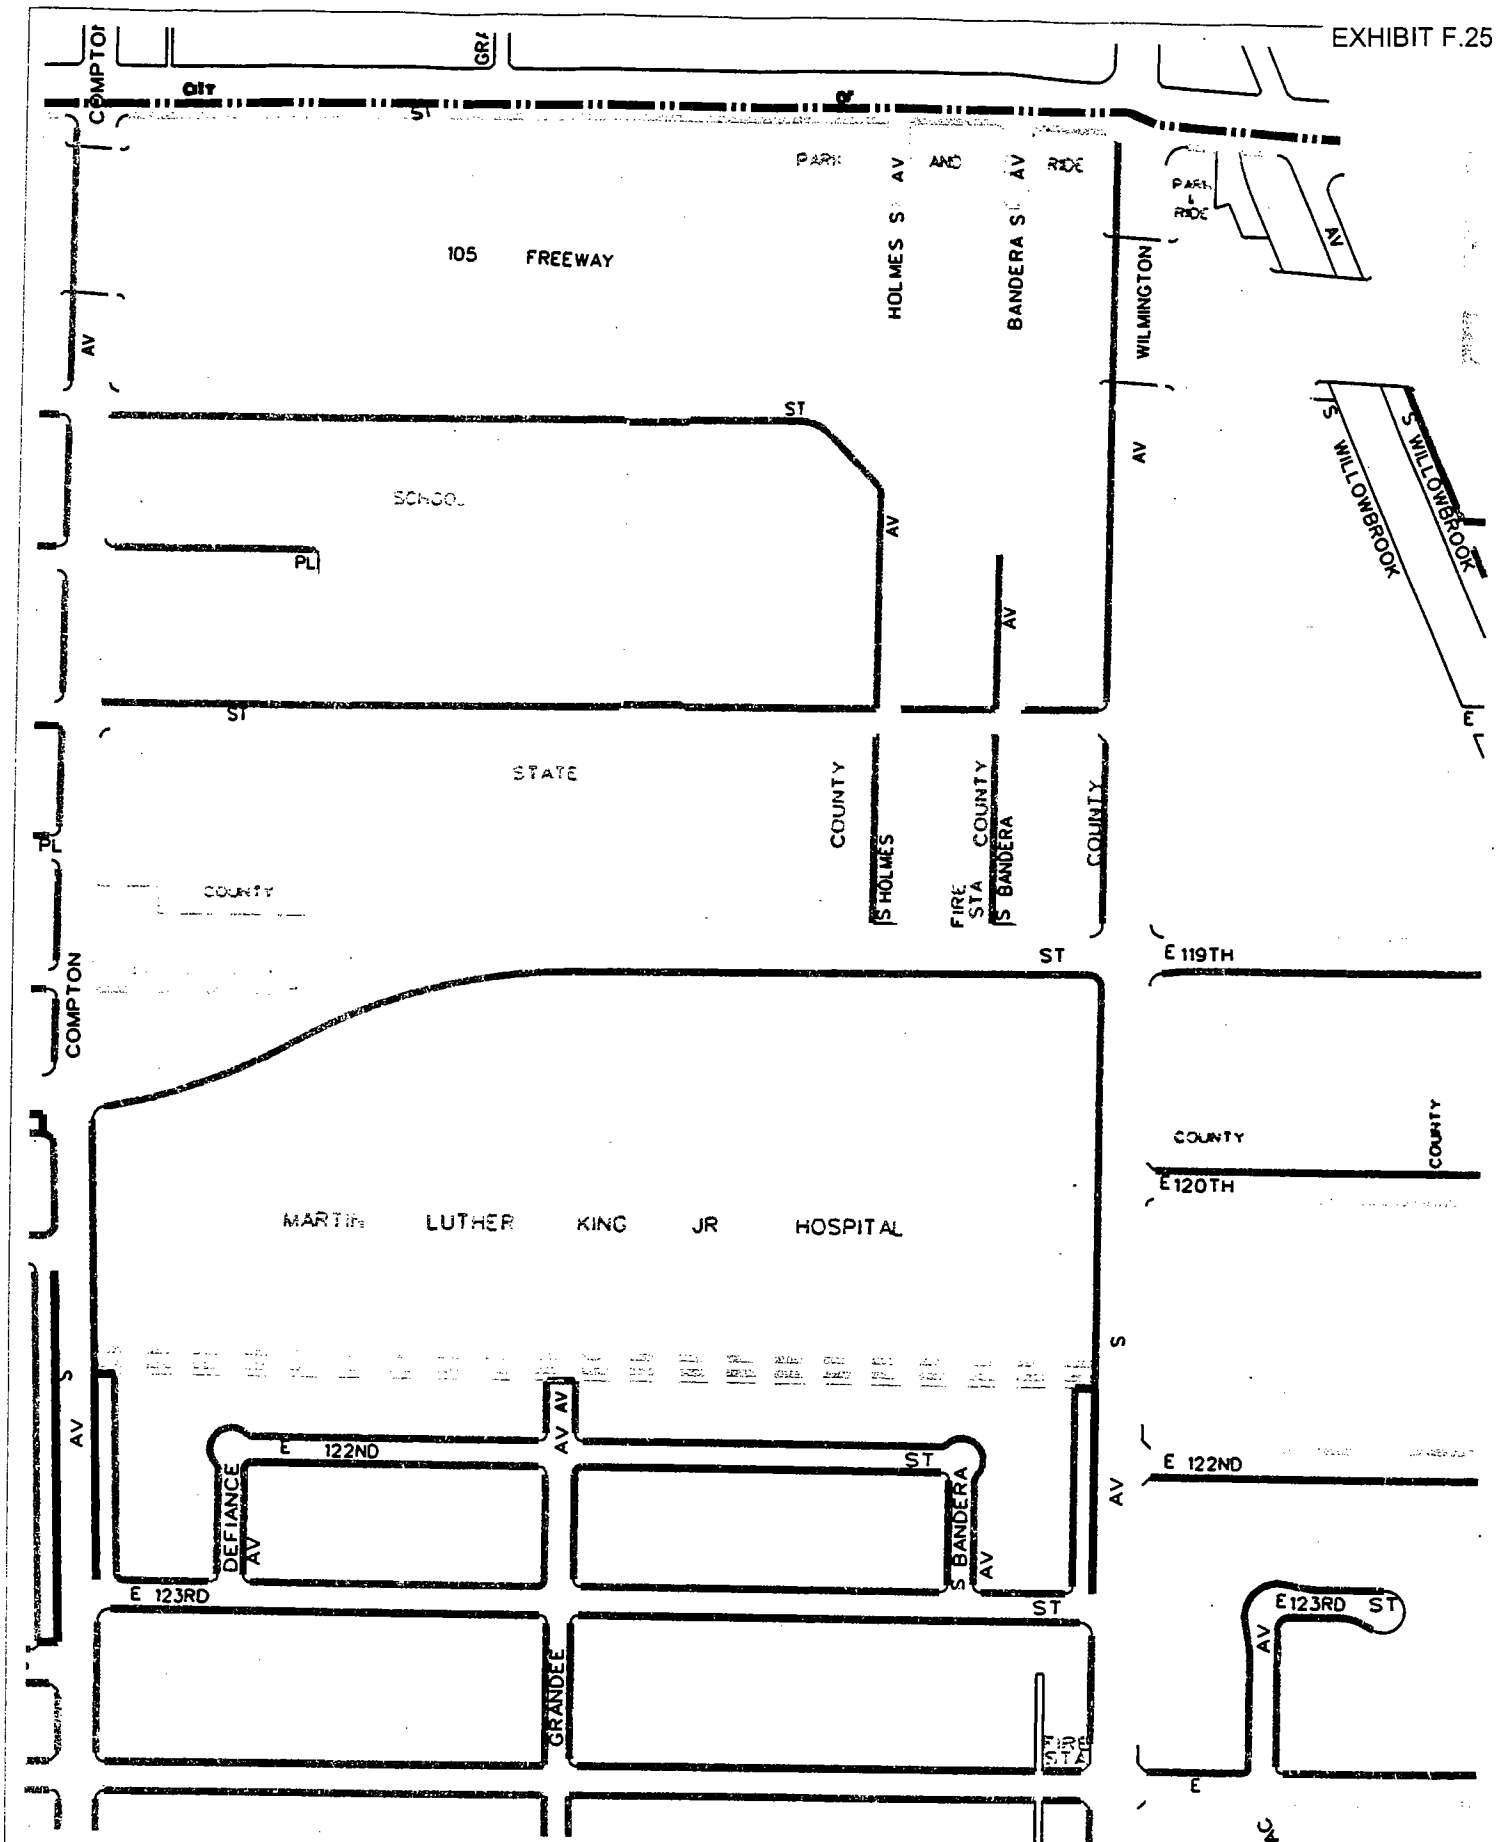 EXHIBIT F.25
COMPTON
GRA
CITY
OF
ST
PARK AND RIDE
HOLMES S AV
BANDERA S AV
PARK
&
RIDE
AV
105 FREEWAY
WILMINGTON
AV
AV
ST
S WILLOWBROOK
S WILLOWBROOK
SCHOOL
AV
PL
AV
ST
E
STATE
COUNTY
COUNTY
COUNTY
PL
S HOLMES
FIRE
STA
S BANDERA
COUNTY
COMPTON
ST
E 119TH
COUNTY
COUNTY
E 120TH
MARTIN LUTHER KING JR HOSPITAL
S
S
AV
AV
AV
E 122ND
ST
E 122ND
AV
DEFIANCE
AV
S BANDERA
AV
E 123RD
ST
E 123RD ST
AV
GRANDEE
FIRE
STA
E